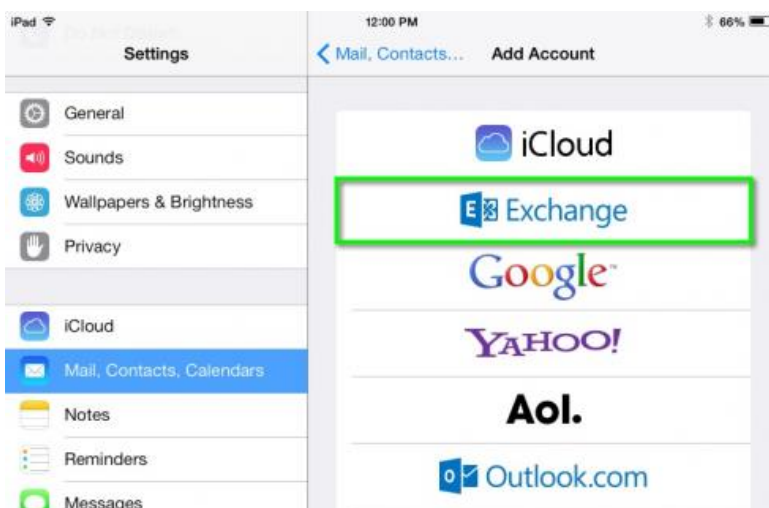 iPad 12:00 PM 66%
Settings
General
Sounds
Wallpapers & Brightness
Privacy
iCloud
Mail, Contacts, Calendars
Notes
Reminders
Messages
Mail, Contacts... Add Account
iCloud
Exchange
Google
YAHOO!
Aol.
Outlook.com